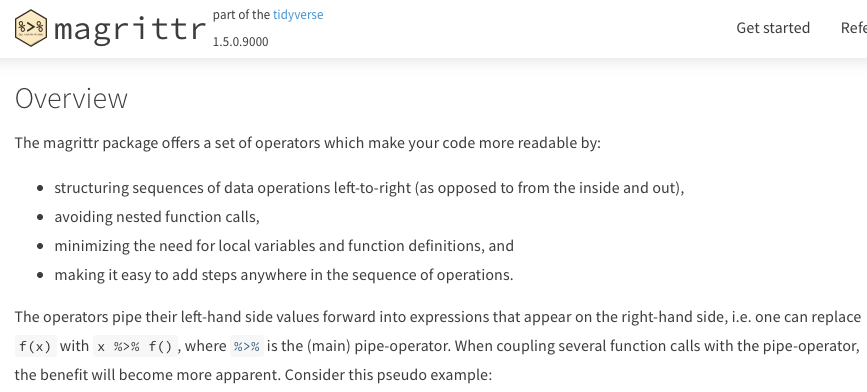 %>% magrittr part of the tidyverse
1.5.0.9000
Get started Refe
Overview
The magrittr package offers a set of operators which make your code more readable by:
• structuring sequences of data operations left-to-right (as opposed to from the inside and out),
• avoiding nested function calls,
• minimizing the need for local variables and function definitions, and
• making it easy to add steps anywhere in the sequence of operations.
The operators pipe their left-hand side values forward into expressions that appear on the right-hand side, i.e. one can replace
f(x) with x %>% f(), where %>% is the (main) pipe-operator. When coupling several function calls with the pipe-operator,
the benefit will become more apparent. Consider this pseudo example: